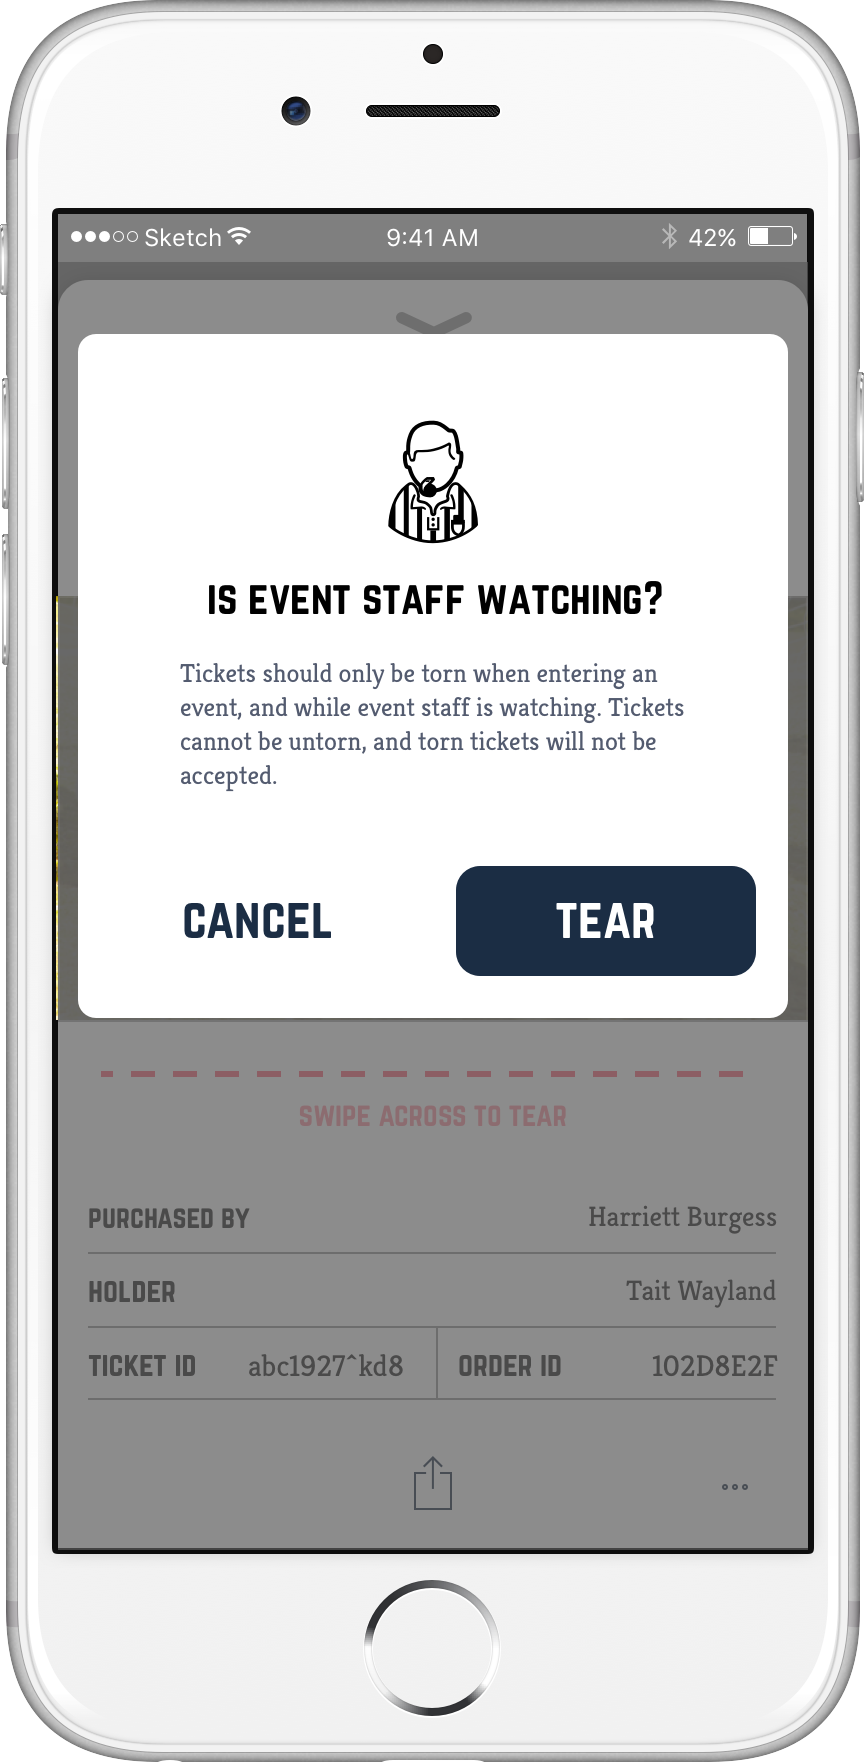 Sketch 9:41 AM 42%
IS EVENT STAFF WATCHING?
Tickets should only be torn when entering an
event, and while event staff is watching. Tickets
cannot be untorn, and torn tickets will not be
accepted.
CANCEL TEAR
SWIPE ACROSS TO TEAR
PURCHASED BY Harriett Burgess
HOLDER Tait Wayland
TICKET ID abc1927^kd8 ORDER ID 102D8E2F